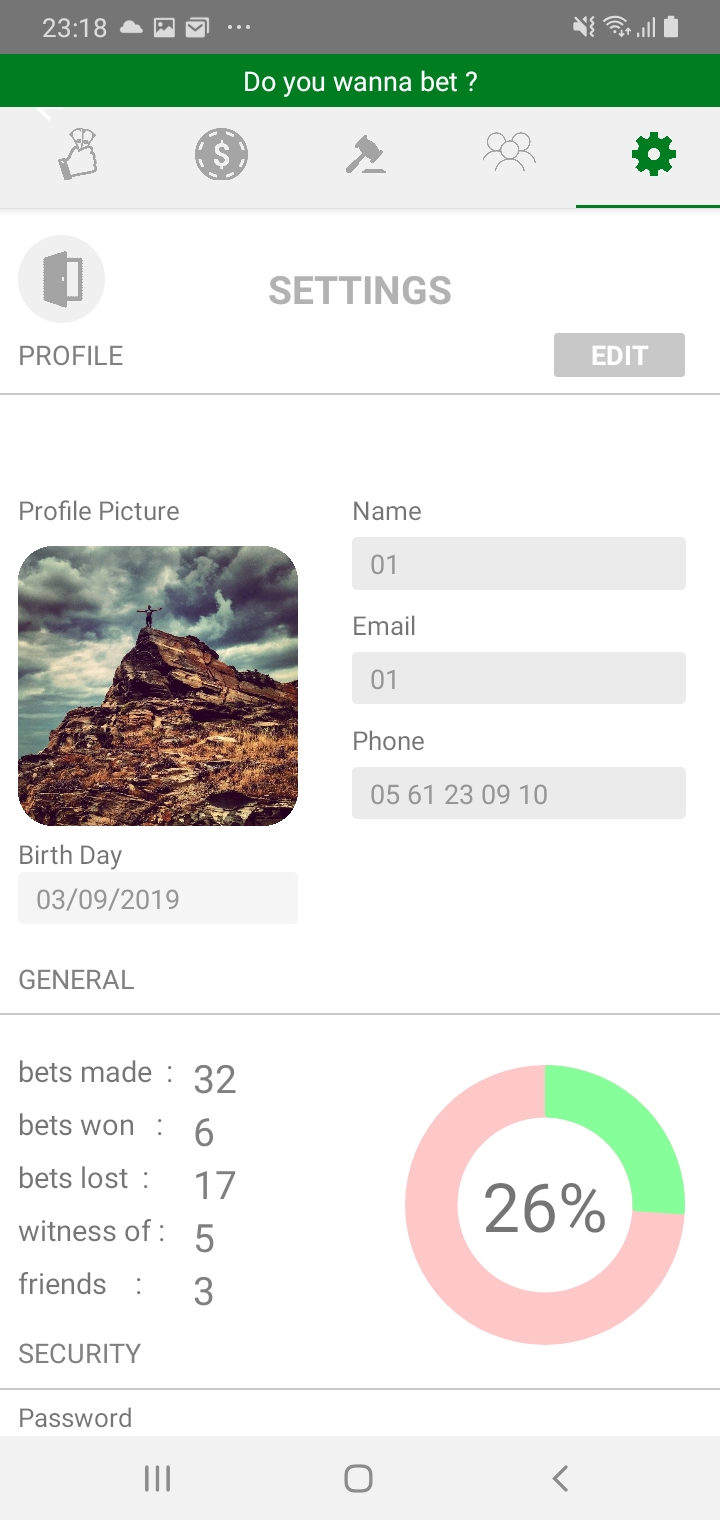 23:18
Do you wanna bet ?
$
SETTINGS
PROFILE
EDIT
Profile Picture
Name
01
Email
01
Phone
05 61 23 09 10
Birth Day
03/09/2019
GENERAL
bets made : 32
bets won : 6
bets lost : 17
witness of : 5
friends : 3
26%
SECURITY
Password